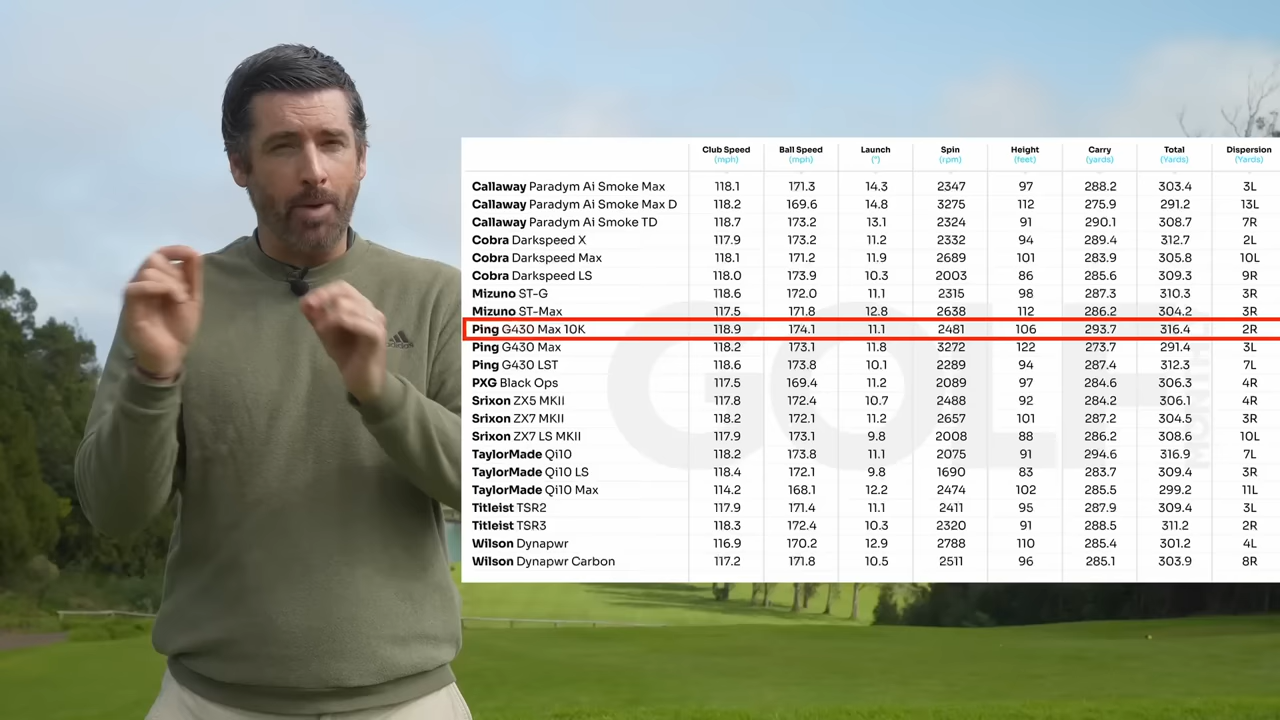 Club Speed Ball Speed Launch Spin Height Carry Total Dispersion
(mph) (mph) (°) (rpm) (feet) (yards) (Yards) (Yards)
Callaway Paradym Ai Smoke Max 118.1 171.3 14.3 2347 97 288.2 303.4 3L
Callaway Paradym Ai Smoke Max D 118.2 169.6 14.8 3275 112 275.9 291.2 13L
Callaway Paradym Ai Smoke TD 118.7 173.2 13.1 2324 91 290.1 308.7 7R
Cobra Darkspeed X 117.9 173.2 11.2 2332 94 289.4 312.7 2L
Cobra Darkspeed Max 118.1 171.2 11.9 2689 101 283.9 305.8 10L
Cobra Darkspeed LS 118.0 173.9 10.3 2003 86 285.6 309.3 9R
Mizuno ST-G 118.6 172.0 11.1 2315 98 287.3 310.3 3R
Mizuno ST-Max 117.5 171.8 12.8 2638 112 286.2 304.2 3R
Ping G430 Max 10K 118.9 174.1 11.1 2481 106 293.7 316.4 2R
Ping G430 Max 118.2 173.1 11.8 3272 122 273.7 291.4 3L
Ping G430 LST 118.6 173.8 10.1 2289 94 287.4 312.3 7L
PXG Black Ops 117.5 169.4 11.2 2089 97 284.6 306.3 4R
Srixon ZX5 MKII 117.8 172.4 10.7 2488 92 284.2 306.1 4R
Srixon ZX7 MKII 118.2 172.1 11.2 2657 101 287.2 304.5 3R
Srixon ZX7 LS MKII 117.9 173.1 9.8 2008 88 286.2 308.6 10L
TaylorMade Qi10 118.2 173.8 11.1 2075 91 294.6 316.9 7L
TaylorMade Qi10 LS 118.4 172.1 9.8 1690 83 283.7 309.4 3R
TaylorMade Qi10 Max 114.2 168.1 12.2 2474 102 285.5 299.2 11L
Titleist TSR2 117.9 171.4 11.1 2411 95 287.9 309.4 3L
Titleist TSR3 118.3 172.4 10.3 2320 91 288.5 311.2 2R
Wilson Dynapwr 116.9 170.2 12.9 2788 110 285.4 301.2 4L
Wilson Dynapwr Carbon 117.2 171.8 10.5 2511 96 285.1 303.9 8R
GOLF
adidas